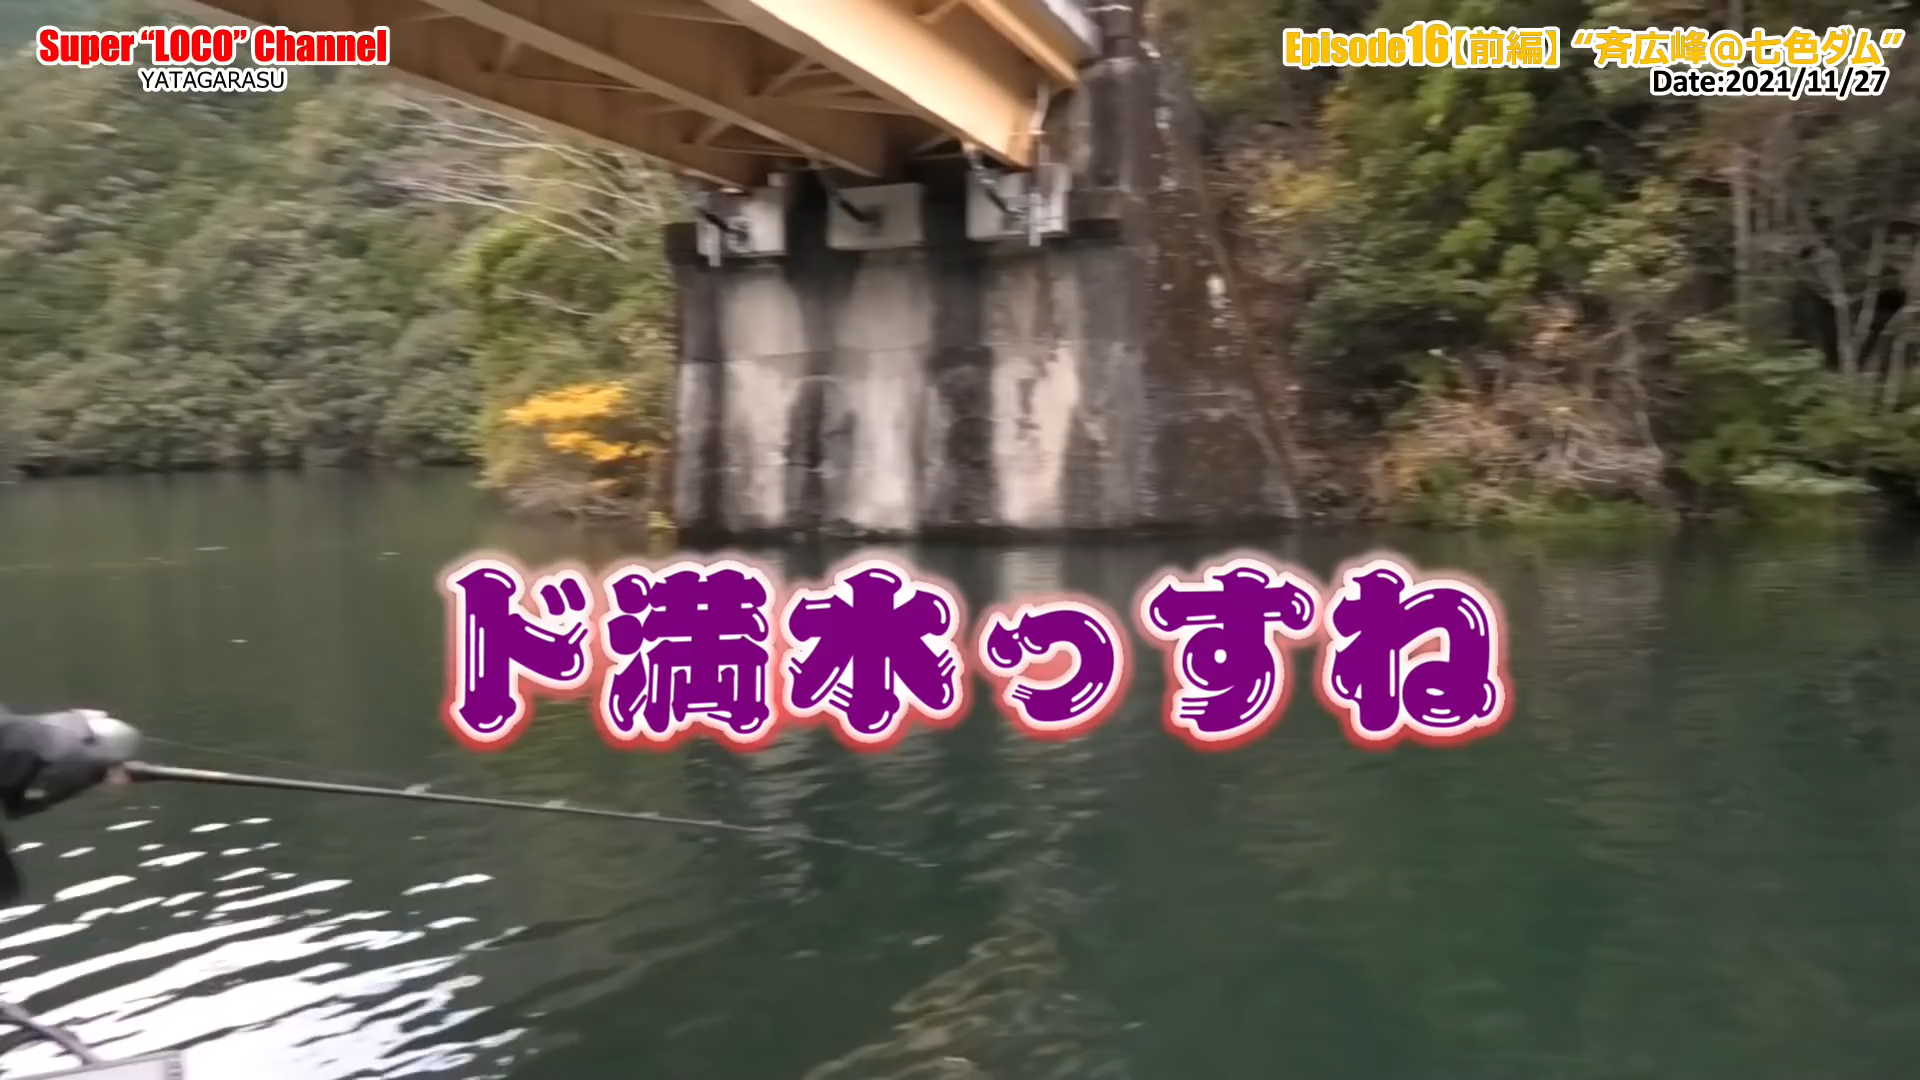 Super “LOCO” Channel
YATAGARASU
Episode16【前編】“斉広峰@七色ダム”
Date:2021/11/27
ド満水っすね